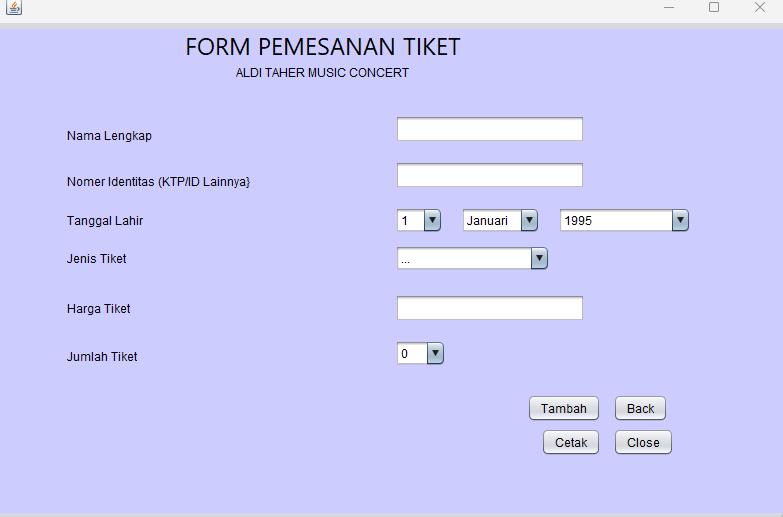 FORM PEMESANAN TIKET
ALDI TAHER MUSIC CONCERT
Nama Lengkap
Nomer Identitas (KTP/ID Lainnya}
Tanggal Lahir 1 Januari 1995
Jenis Tiket ...
Harga Tiket
Jumlah Tiket 0
Tambah Back
Cetak Close